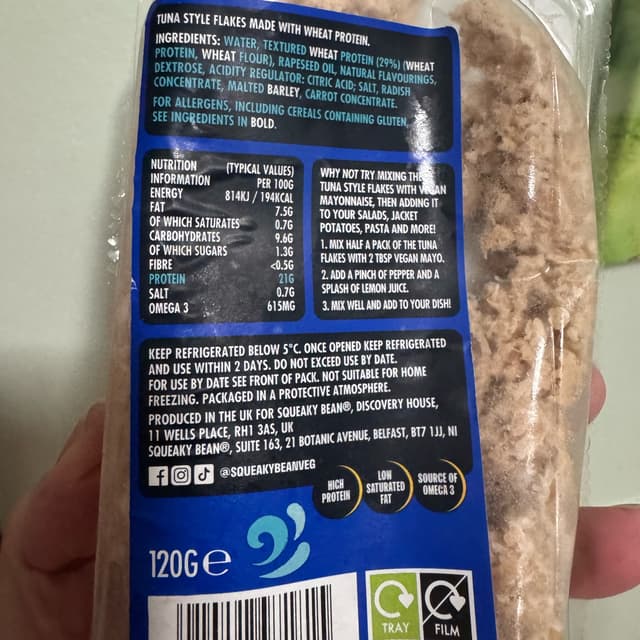 TUNA STYLE FLAKES MADE WITH WHEAT PROTEIN.
INGREDIENTS: WATER, TEXTURED WHEAT PROTEIN (29%) (WHEAT
PROTEIN, WHEAT FLOUR), RAPESEED OIL, NATURAL FLAVOURINGS,
DEXTROSE, ACIDITY REGULATOR: CITRIC ACID; SALT, RADISH
CONCENTRATE, MALTED BARLEY, CARROT CONCENTRATE.
FOR ALLERGENS, INCLUDING CEREALS CONTAINING GLUTEN,
SEE INGREDIENTS IN BOLD.
NUTRITION (TYPICAL VALUES)
INFORMATION PER 100G
ENERGY 814KJ / 194KCAL
FAT 7.5G
OF WHICH SATURATES 0.7G
CARBOHYDRATES 9.6G
OF WHICH SUGARS 1.3G
FIBRE <0.5G
PROTEIN 21G
SALT 0.7G
OMEGA 3 615MG
WHY NOT TRY MIXING THE
TUNA STYLE FLAKES WITH VEGAN
MAYONNAISE, THEN ADDING IT
TO YOUR SALADS, JACKET
POTATOES, PASTA AND MORE!
1. MIX HALF A PACK OF THE TUNA
FLAKES WITH 2 TBSP VEGAN MAYO.
2. ADD A PINCH OF PEPPER AND A
SPLASH OF LEMON JUICE.
3. MIX WELL AND ADD TO YOUR DISH!
KEEP REFRIGERATED BELOW 5°C. ONCE OPENED KEEP REFRIGERATED
AND USE WITHIN 2 DAYS. DO NOT EXCEED USE BY DATE.
FOR USE BY DATE SEE FRONT OF PACK. NOT SUITABLE FOR HOME
FREEZING. PACKAGED IN A PROTECTIVE ATMOSPHERE.
PRODUCED IN THE UK FOR SQUEAKY BEAN®, DISCOVERY HOUSE,
11 WELLS PLACE, RH1 3AS, UK
SQUEAKY BEAN®, SUITE 163, 21 BOTANIC AVENUE, BELFAST, BT7 1JJ, NI
@SQUEAKYBEANVEG
HIGH
PROTEIN
LOW
SATURATED
FAT
SOURCE OF
OMEGA 3
120G e
TRAY
FILM